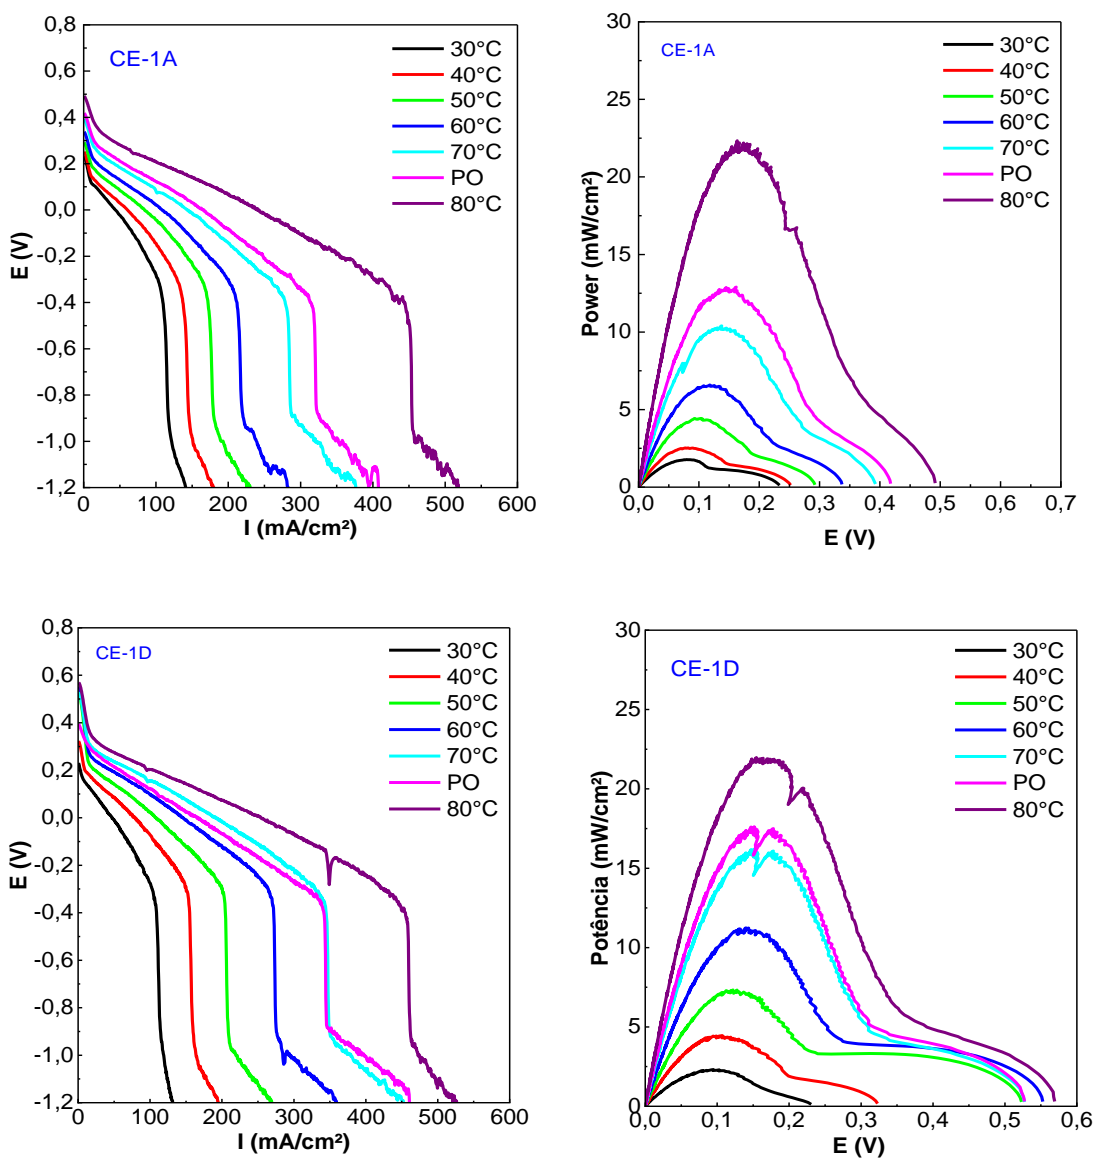 0,8
0,6
0,4
0,2
0,0
-0,2
-0,4
-0,6
-0,8
-1,0
-1,2
E (V)
CE-1A
30°C
40°C
50°C
60°C
70°C
PO
80°C
0 100 200 300 400 500 600
I (mA/cm²)
30
25
20
15
10
5
0
Power (mW/cm²)
CE-1A
30°C
40°C
50°C
60°C
70°C
PO
80°C
0,0 0,1 0,2 0,3 0,4 0,5 0,6 0,7
E (V)
0,8
0,6
0,4
0,2
0,0
-0,2
-0,4
-0,6
-0,8
-1,0
-1,2
E (V)
CE-1D
30°C
40°C
50°C
60°C
70°C
PO
80°C
0 100 200 300 400 500 600
I (mA/cm²)
30
25
20
15
10
5
0
Potência (mW/cm²)
CE-1D
30°C
40°C
50°C
60°C
70°C
PO
80°C
0,0 0,1 0,2 0,3 0,4 0,5 0,6
E (V)